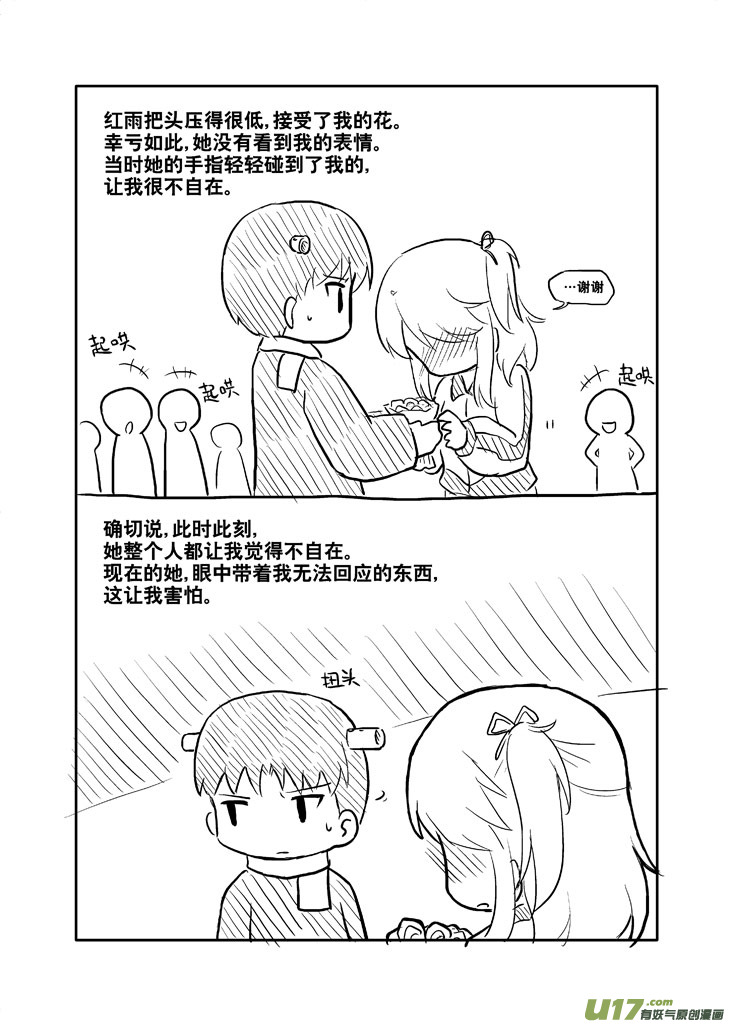 红雨把头压得很低,接受了我的花。
幸亏如此,她没有看到我的表情。
当时她的手指轻轻碰到了我的,
让我很不自在。
…谢谢
起哄
起哄
起哄
确切说,此时此刻,
她整个人都让我觉得不自在。
现在的她,眼中带着我无法回应的东西,
这让我害怕。
扭头
U17.com
有妖气原创漫画